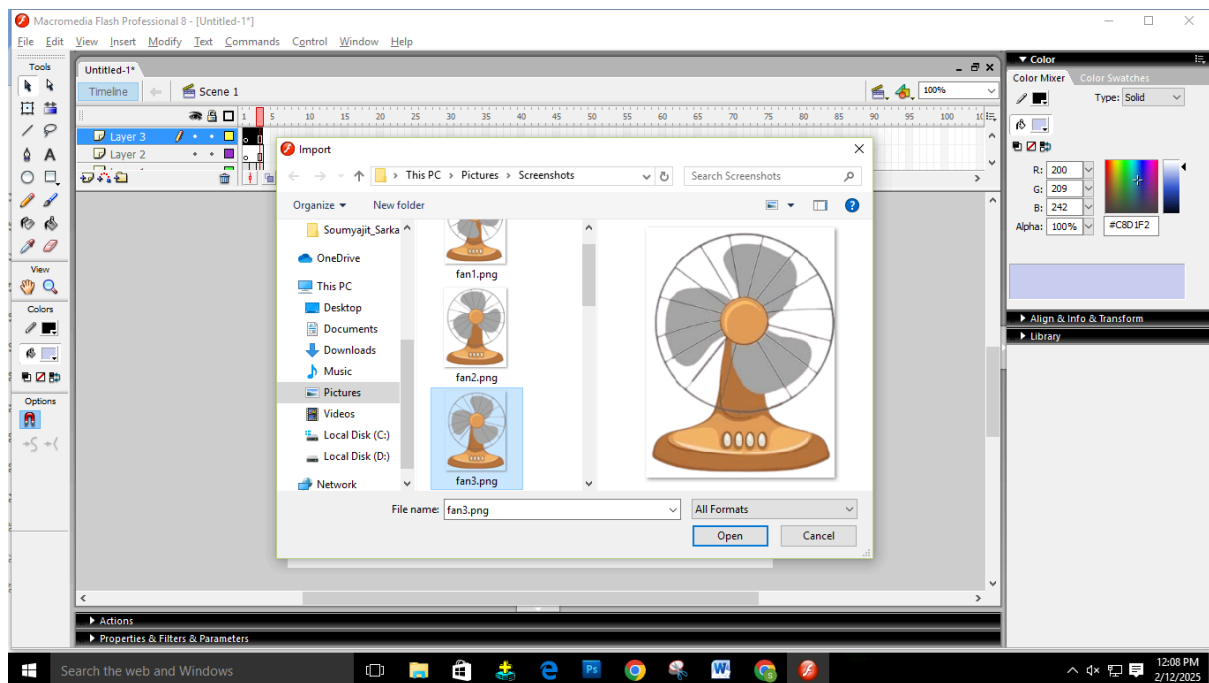 Macromedia Flash Professional 8 - [Untitled-1*]
File Edit View Insert Modify Text Commands Control Window Help
Tools
View
Colors
Options
Untitled-1*
Timeline Scene 1 100%
1 5 10 15 20 25 30 35 40 45 50 55 60 65 70 75 80 85 90 95 100
Layer 3
Layer 2
Import
This PC > Pictures > Screenshots
Search Screenshots
Organize New folder
Soumyajit_Sarka
OneDrive
This PC
Desktop
Documents
Downloads
Music
Pictures
Videos
Local Disk (C:)
Local Disk (D:)
Network
fan1.png
fan2.png
fan3.png
File name: fan3.png All Formats
Open Cancel
Actions
Properties & Filters & Parameters
Color
Color Mixer Color Swatches
Type: Solid
R: 200
G: 209
B: 242
Alpha: 100% #C8D1F2
Align & Info & Transform
Library
Search the web and Windows
12:08 PM
2/12/2025